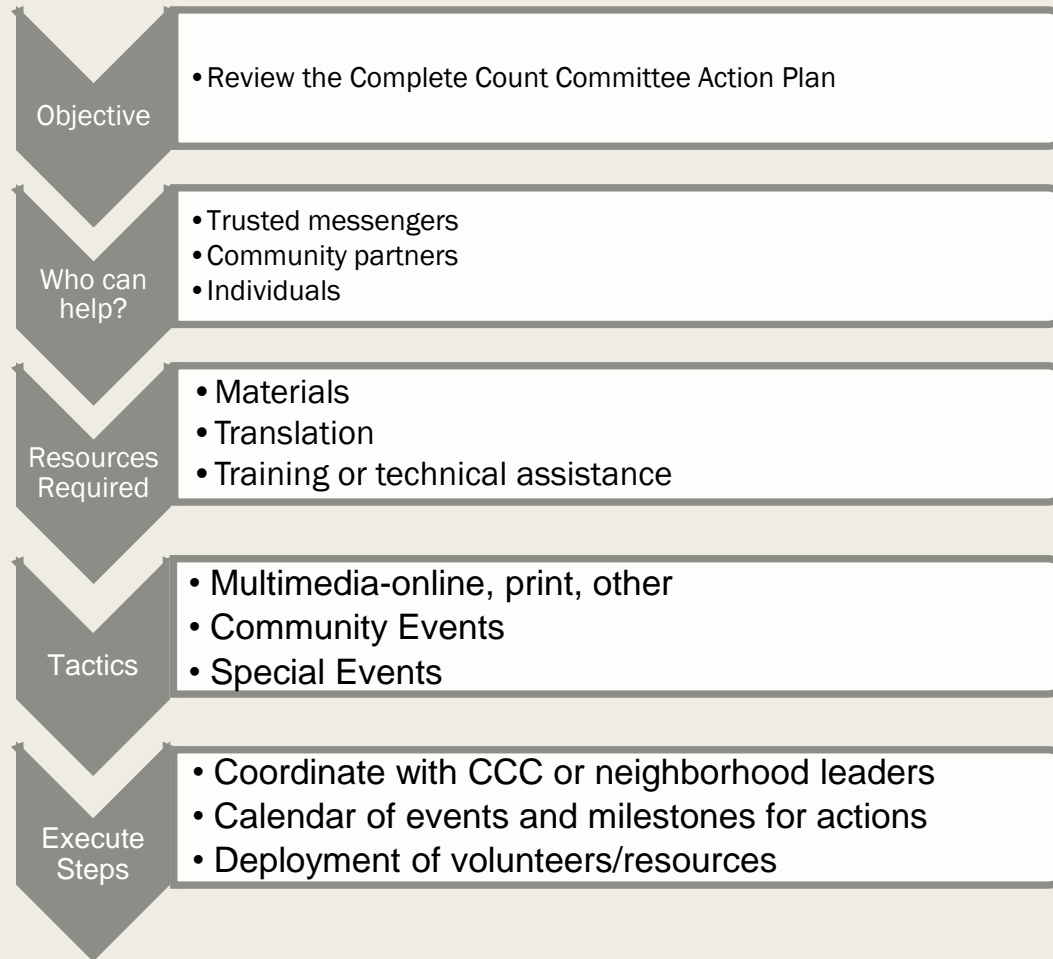 Objective
• Review the Complete Count Committee Action Plan
Who can
help?
• Trusted messengers
• Community partners
• Individuals
Resources
Required
• Materials
• Translation
• Training or technical assistance
Tactics
• Multimedia-online, print, other
• Community Events
• Special Events
Execute
Steps
• Coordinate with CCC or neighborhood leaders
• Calendar of events and milestones for actions
• Deployment of volunteers/resources